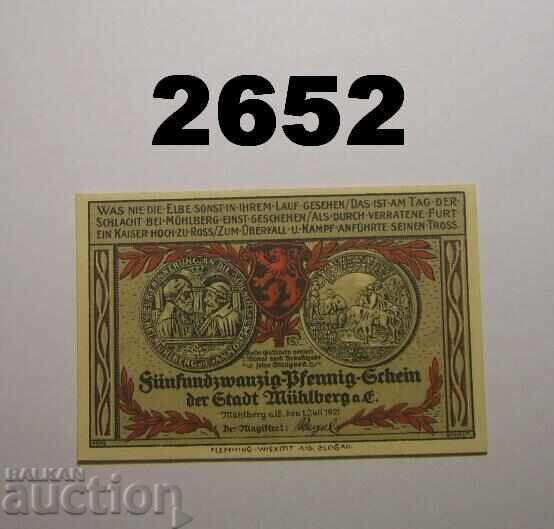 2652
WAS NIE DIE ELBE SONST IN IHREM LAUF GESEHEN / DAS IST AM TAG DER
SCHLACHT BEI MÜHLBERG EINST GESCHEHEN / ALS DURCH VERRATENE FURT
EIN KAISER HOCH ZU ROSS / ZUM ÜBERFALL U. KAMPF ANFÜHRTE SEINEN TROSS.
Fünfundzwanzig-Pfennig-Schein
der Stadt Mühlberg a.E.
Mühlberg a/E. den 1. Juli 1921
Der Magistrat:
FLEMMING-WISKOTT A.G. GLOGAU.
BALKAN
auction